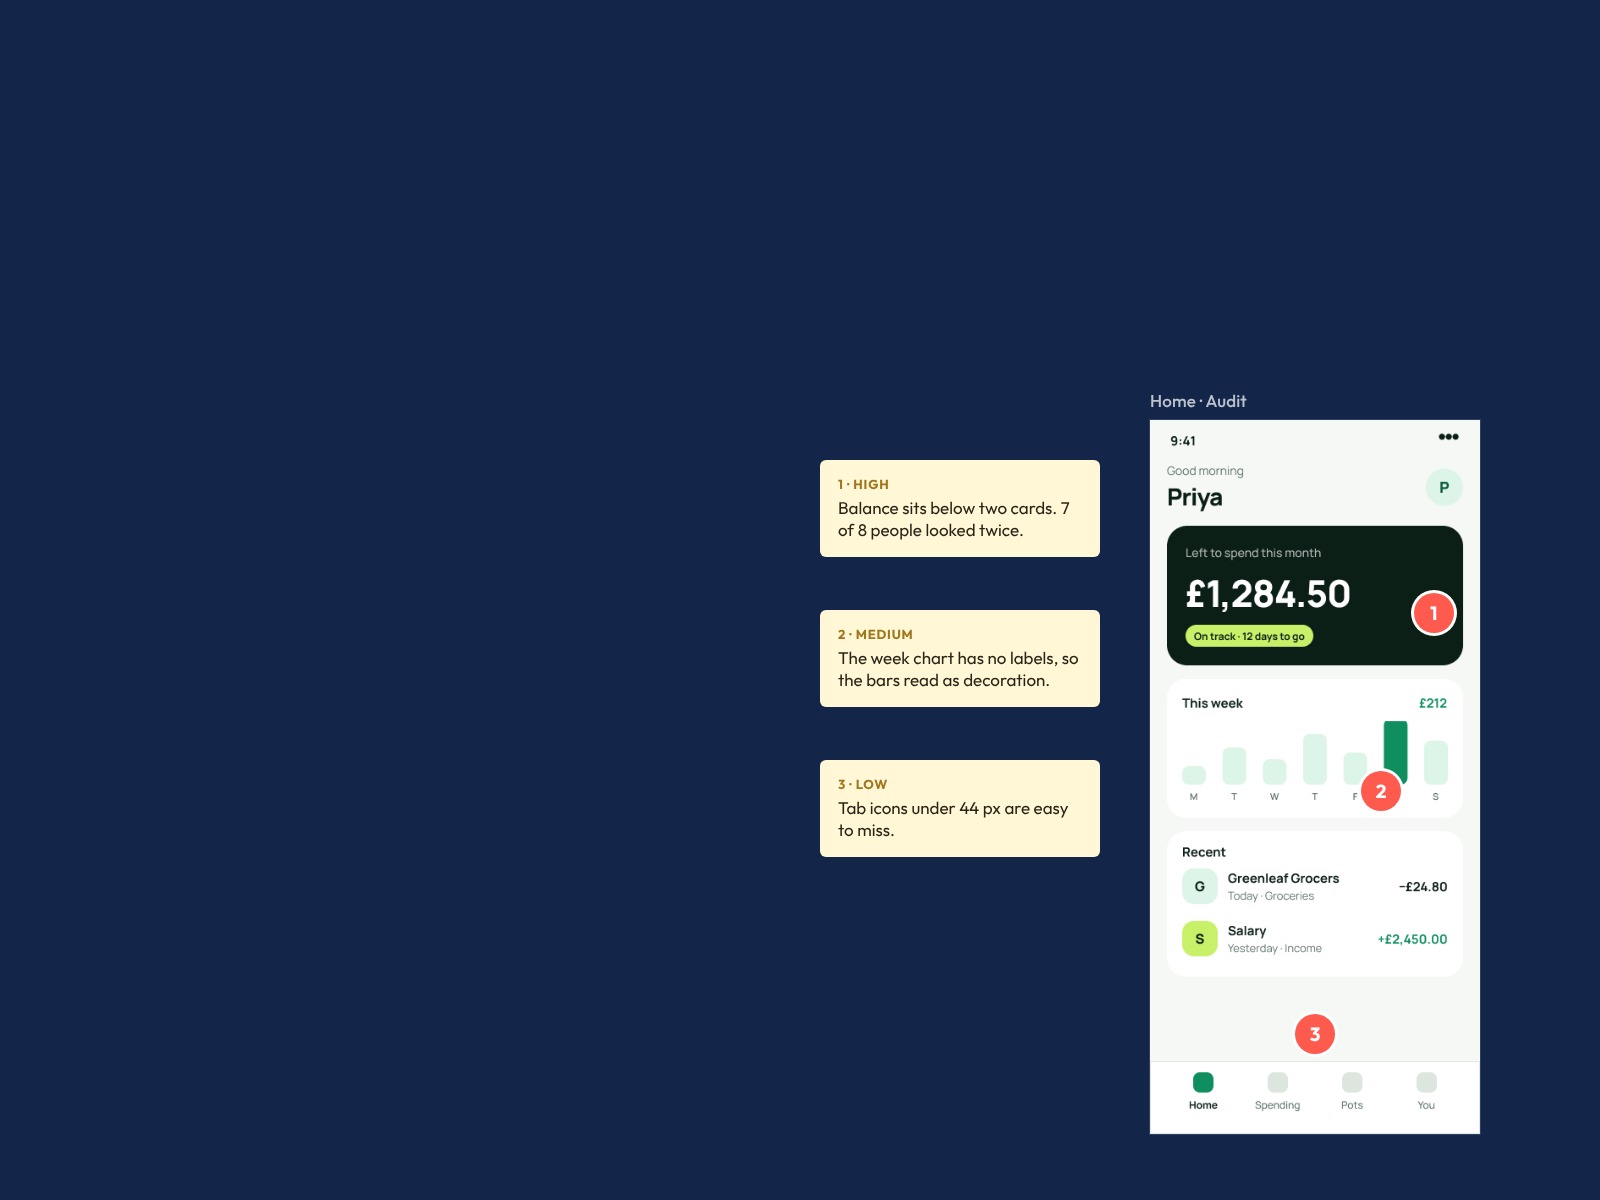 Home · Audit
1 · HIGH
Balance sits below two cards. 7
of 8 people looked twice.
2 · MEDIUM
The week chart has no labels, so
the bars read as decoration.
3 · LOW
Tab icons under 44 px are easy
to miss.
9:41
Good morning
Priya
P
Left to spend this month
£1,284.50
On track · 12 days to go
1
This week
£212
M T W T F S
2
Recent
G
Greenleaf Grocers
−£24.80
Today · Groceries
S
Salary
+£2,450.00
Yesterday · Income
3
Home Spending Pots You